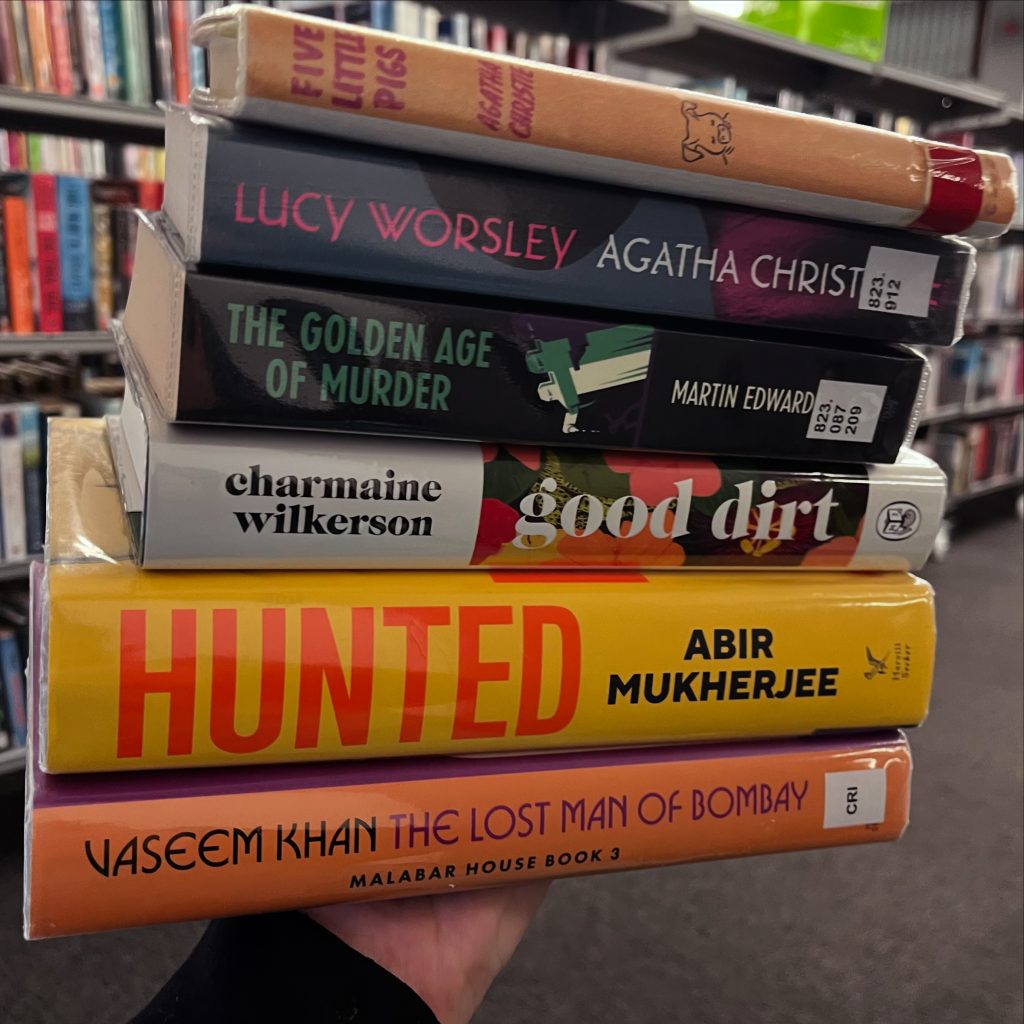 FIVE
LITTLE
PIGS
AGATHA
CHRISTIE
LUCY WORSLEY AGATHA CHRIST
823.
912
THE GOLDEN AGE
OF MURDER
MARTIN EDWARD
823.
087
209
charmaine
wilkerson
good dirt
HUNTED
ABIR
MUKHERJEE
Harvill
Secker
VASEEM KHAN THE LOST MAN OF BOMBAY
MALABAR HOUSE BOOK 3
CRI